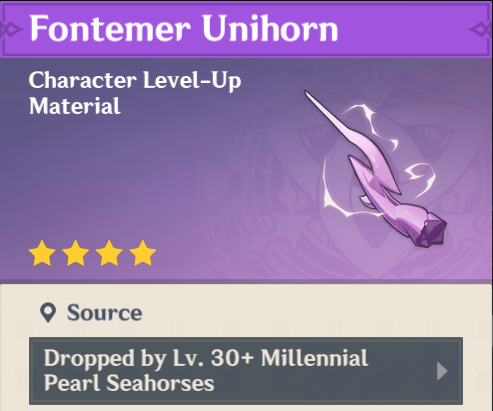 Fontemer Unihorn
Character Level-Up
Material
Source
Dropped by Lv. 30+ Millennial
Pearl Seahorses